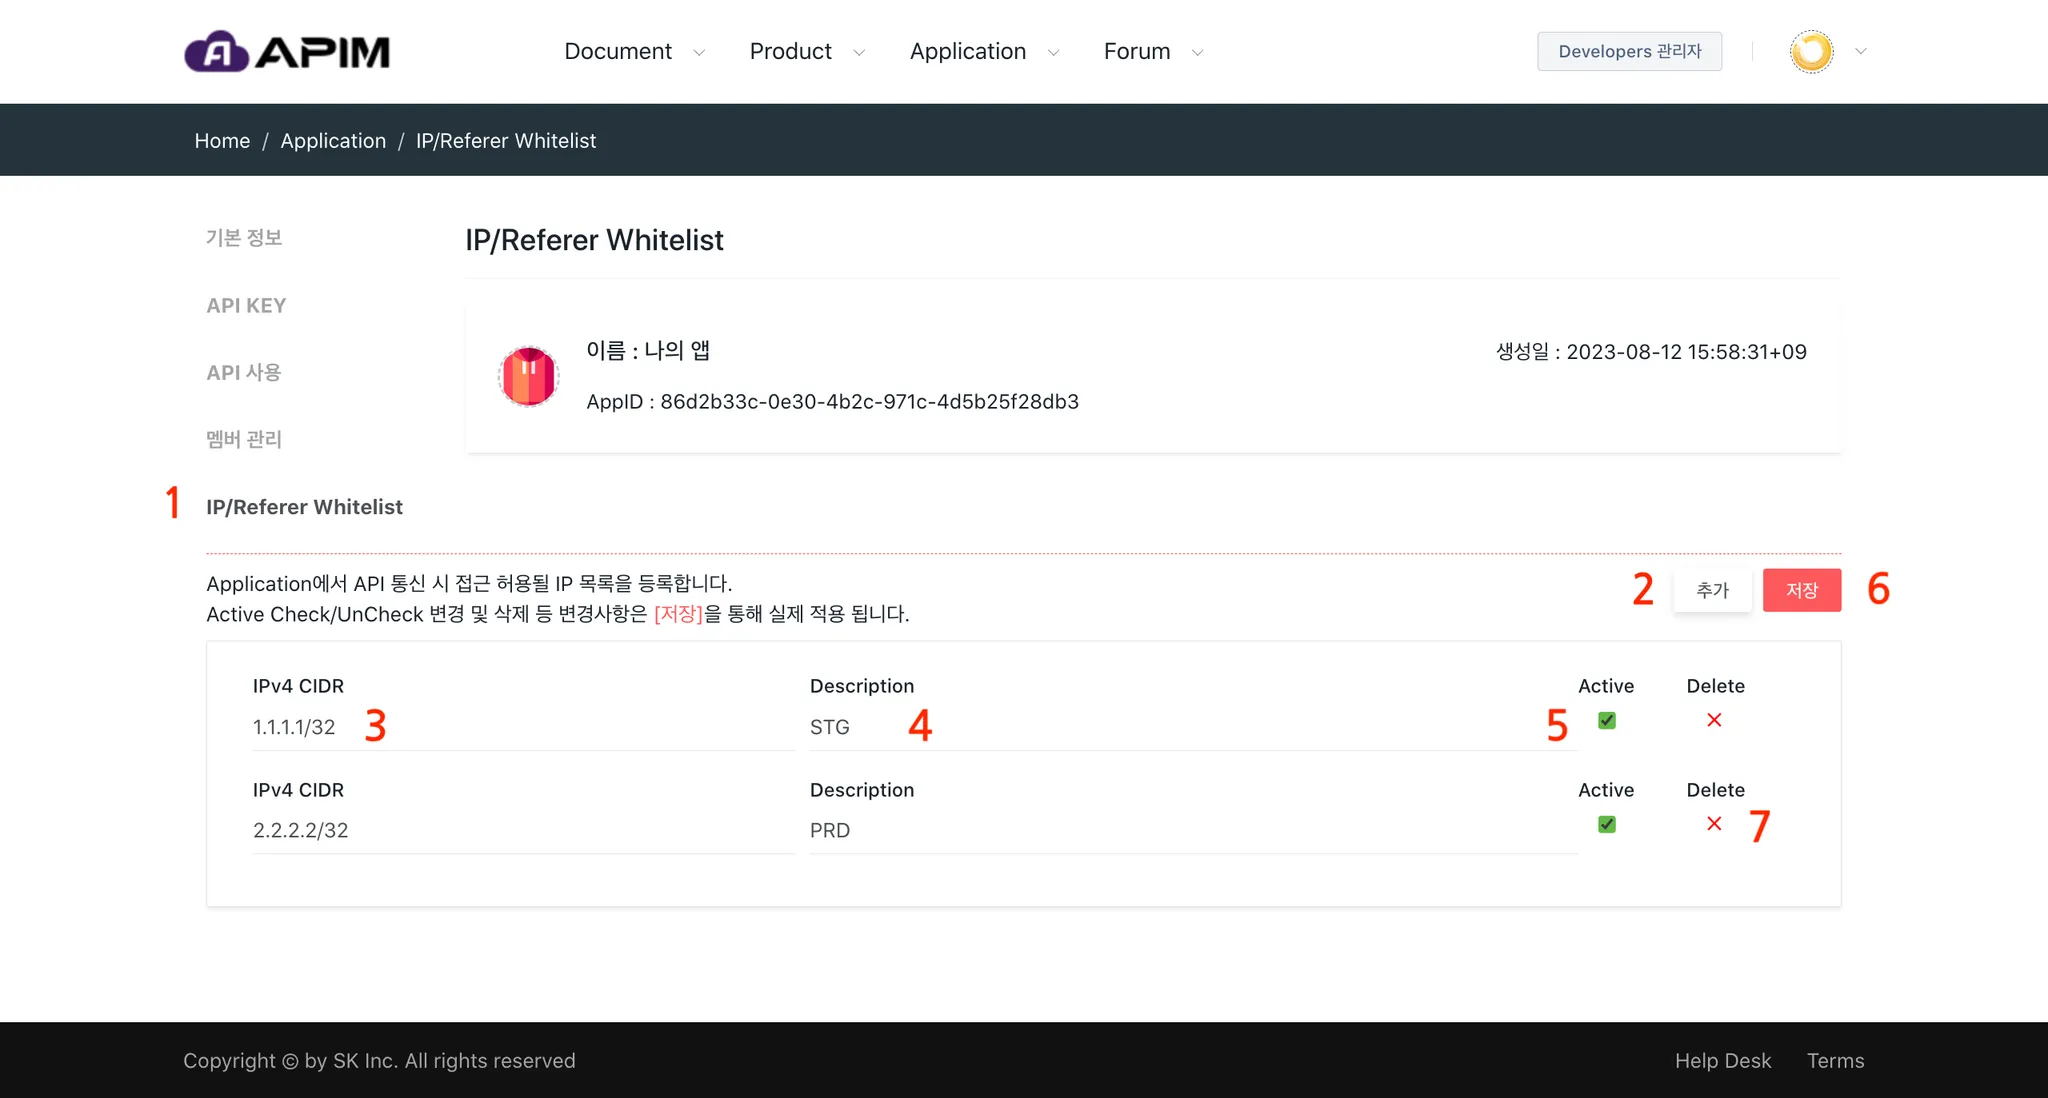 APIM
Document Product Application Forum Developers 관리자
Home / Application / IP/Referer Whitelist
기본 정보
API KEY
API 사용
멤버 관리
1 IP/Referer Whitelist
IP/Referer Whitelist
이름 : 나의 앱
생성일 : 2023-08-12 15:58:31+09
AppID : 86d2b33c-0e30-4b2c-971c-4d5b25f28db3
Application에서 API 통신 시 접근 허용될 IP 목록을 등록합니다.
Active Check/UnCheck 변경 및 삭제 등 변경사항은 [저장]을 통해 실제 적용 됩니다.
2 추가 저장 6
IPv4 CIDR Description Active Delete
1.1.1.1/32 3 STG 4 5
IPv4 CIDR Description Active Delete
2.2.2.2/32 PRD 7
Copyright © by SK Inc. All rights reserved
Help Desk Terms